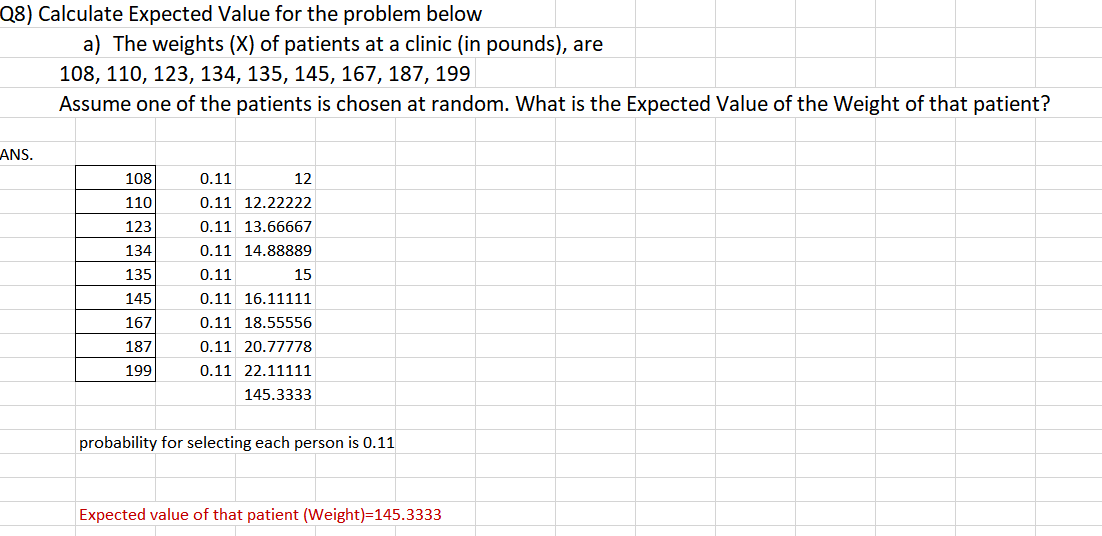 Q8) Calculate Expected Value for the problem below
a) The weights (X) of patients at a clinic (in pounds), are
108, 110, 123, 134, 135, 145, 167, 187, 199
Assume one of the patients is chosen at random. What is the Expected Value of the Weight of that patient?
ANS.
108 0.11 12
110 0.11 12.22222
123 0.11 13.66667
134 0.11 14.88889
135 0.11 15
145 0.11 16.11111
167 0.11 18.55556
187 0.11 20.77778
199 0.11 22.11111
145.3333
probability for selecting each person is 0.11
Expected value of that patient (Weight)=145.3333